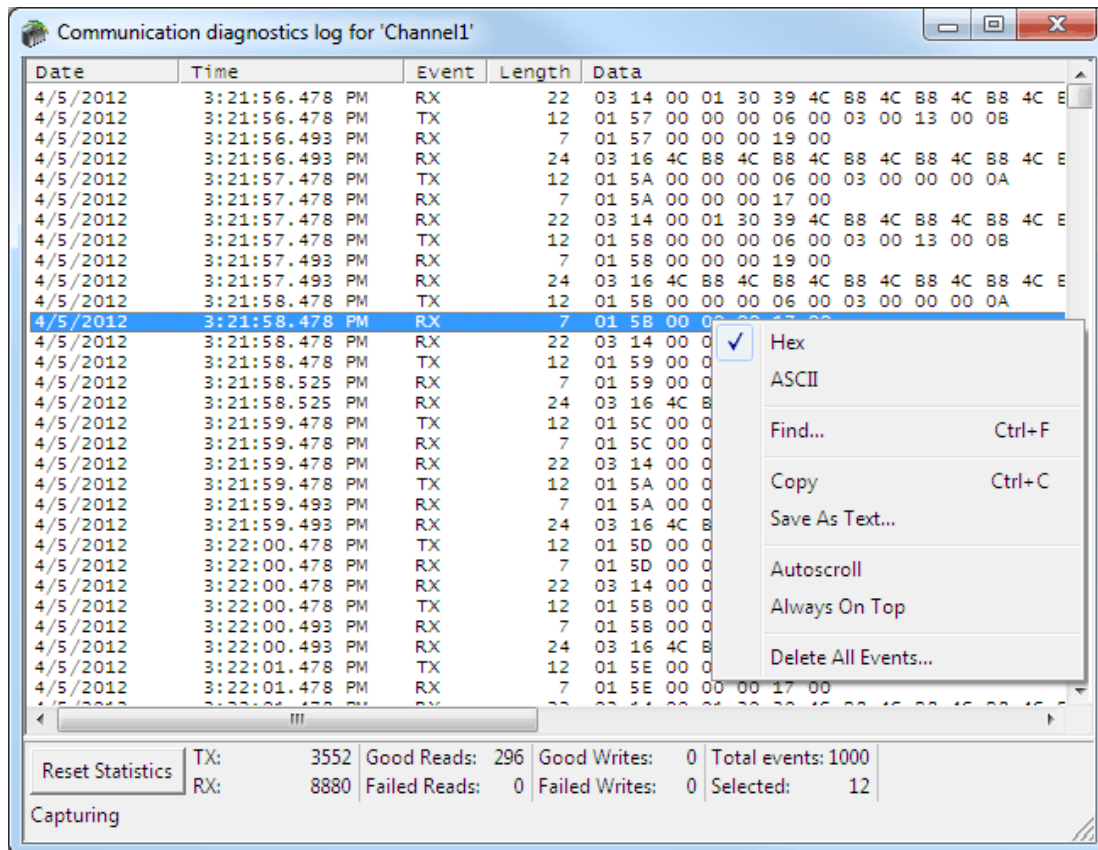 Communication diagnostics log for 'Channel1'
Date Time Event Length Data
4/5/2012 3:21:56.478 PM RX 22 03 14 00 01 30 39 4C B8 4C B8 4C B8 4C
4/5/2012 3:21:56.478 PM TX 12 01 57 00 00 00 06 00 03 00 13 00 0B
4/5/2012 3:21:56.493 PM RX 7 01 57 00 00 00 19 00
4/5/2012 3:21:56.493 PM RX 24 03 16 4C B8 4C B8 4C B8 4C B8 4C B8 4C
4/5/2012 3:21:57.478 PM TX 12 01 5A 00 00 00 06 00 03 00 00 00 0A
4/5/2012 3:21:57.478 PM RX 7 01 5A 00 00 00 17 00
4/5/2012 3:21:57.478 PM RX 22 03 14 00 01 30 39 4C B8 4C B8 4C B8 4C
4/5/2012 3:21:57.478 PM TX 12 01 58 00 00 00 06 00 03 00 13 00 0B
4/5/2012 3:21:57.493 PM RX 7 01 58 00 00 00 19 00
4/5/2012 3:21:57.493 PM RX 24 03 16 4C B8 4C B8 4C B8 4C B8 4C B8 4C
4/5/2012 3:21:58.478 PM TX 12 01 5B 00 00 00 06 00 03 00 00 00 0A
4/5/2012 3:21:58.478 PM RX 7 01 5B 00
4/5/2012 3:21:58.478 PM RX 22 03 14 00
4/5/2012 3:21:58.478 PM TX 12 01 59 00
4/5/2012 3:21:58.525 PM RX 7 01 59 00
4/5/2012 3:21:58.525 PM RX 24 03 16 4C
4/5/2012 3:21:59.478 PM TX 12 01 5C 00
4/5/2012 3:21:59.478 PM RX 7 01 5C 00
4/5/2012 3:21:59.478 PM RX 22 03 14 00
4/5/2012 3:21:59.478 PM TX 12 01 5A 00
4/5/2012 3:21:59.493 PM RX 7 01 5A 00
4/5/2012 3:21:59.493 PM RX 24 03 16 4C
4/5/2012 3:22:00.478 PM TX 12 01 5D 00
4/5/2012 3:22:00.478 PM RX 7 01 5D 00
4/5/2012 3:22:00.478 PM RX 22 03 14 00
4/5/2012 3:22:00.478 PM TX 12 01 5B 00
4/5/2012 3:22:00.493 PM RX 7 01 5B 00
4/5/2012 3:22:00.493 PM RX 24 03 16 4C
4/5/2012 3:22:01.478 PM TX 12 01 5E 00
4/5/2012 3:22:01.478 PM RX 7 01 5E 00 00 00 17 00
Hex
ASCII
Find... Ctrl+F
Copy Ctrl+C
Save As Text...
Autoscroll
Always On Top
Delete All Events...
Reset Statistics
TX: 3552 Good Reads: 296 Good Writes: 0 Total events: 1000
RX: 8880 Failed Reads: 0 Failed Writes: 0 Selected: 12
Capturing